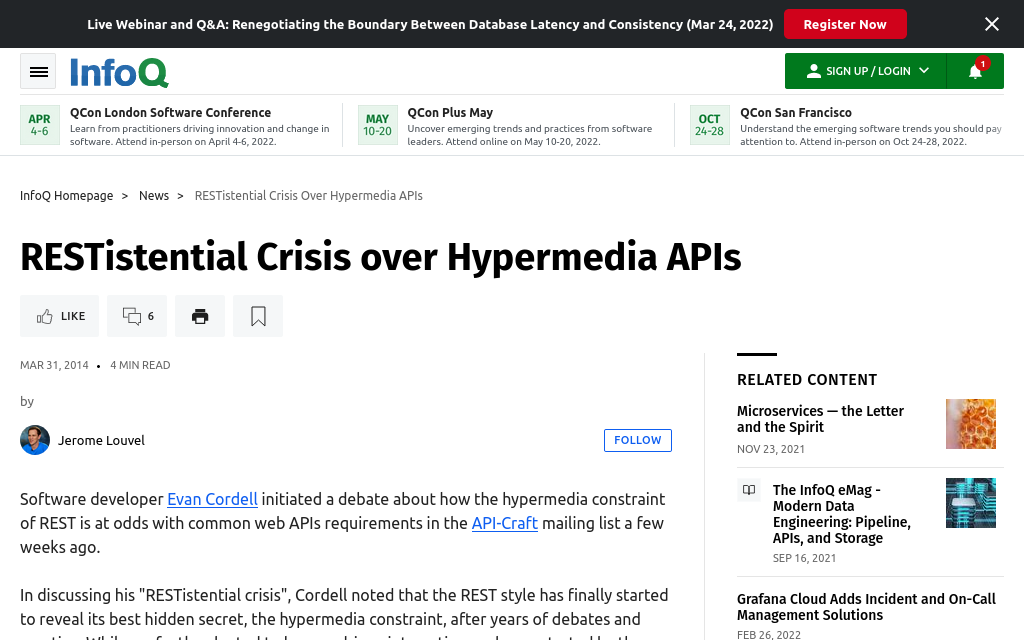 Live Webinar and Q&A: Renegotiating the Boundary Between Database Latency and Consistency (Mar 24, 2022)
Register Now
InfoQ
SIGN UP / LOGIN
1
APR
4-6
QCon London Software Conference
Learn from practitioners driving innovation and change in
software. Attend in-person on April 4-6, 2022.
MAY
10-20
QCon Plus May
Uncover emerging trends and practices from software
leaders. Attend online on May 10-20, 2022.
OCT
24-28
QCon San Francisco
Understand the emerging software trends you should pay
attention to. Attend in-person on Oct 24-28, 2022.
InfoQ Homepage > News > RESTistential Crisis Over Hypermedia APIs
RESTistential Crisis over Hypermedia APIs
LIKE
6
MAR 31, 2014 • 4 MIN READ
by
Jerome Louvel
FOLLOW
Software developer Evan Cordell initiated a debate about how the hypermedia constraint
of REST is at odds with common web APIs requirements in the API-Craft mailing list a few
weeks ago.
In discussing his "RESTistential crisis", Cordell noted that the REST style has finally started
to reveal its best hidden secret, the hypermedia constraint, after years of debates and
RELATED CONTENT
Microservices — the Letter
and the Spirit
NOV 23, 2021
The InfoQ eMag -
Modern Data
Engineering: Pipeline,
APIs, and Storage
SEP 16, 2021
Grafana Cloud Adds Incident and On-Call
Management Solutions
FEB 26, 2022